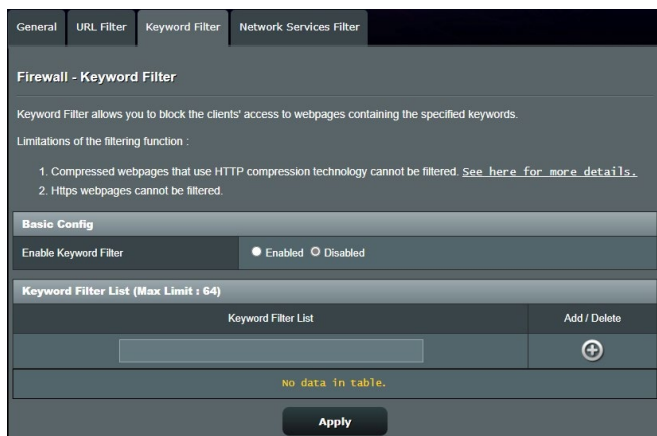 General URL Filter Keyword Filter Network Services Filter
Firewall - Keyword Filter
Keyword Filter allows you to block the clients' access to webpages containing the specified keywords.
Limitations of the filtering function :
1. Compressed webpages that use HTTP compression technology cannot be filtered. See here for more details.
2. Https webpages cannot be filtered.
Basic Config
Enable Keyword Filter Enabled Disabled
Keyword Filter List (Max Limit : 64)
Keyword Filter List Add / Delete
No data in table.
Apply